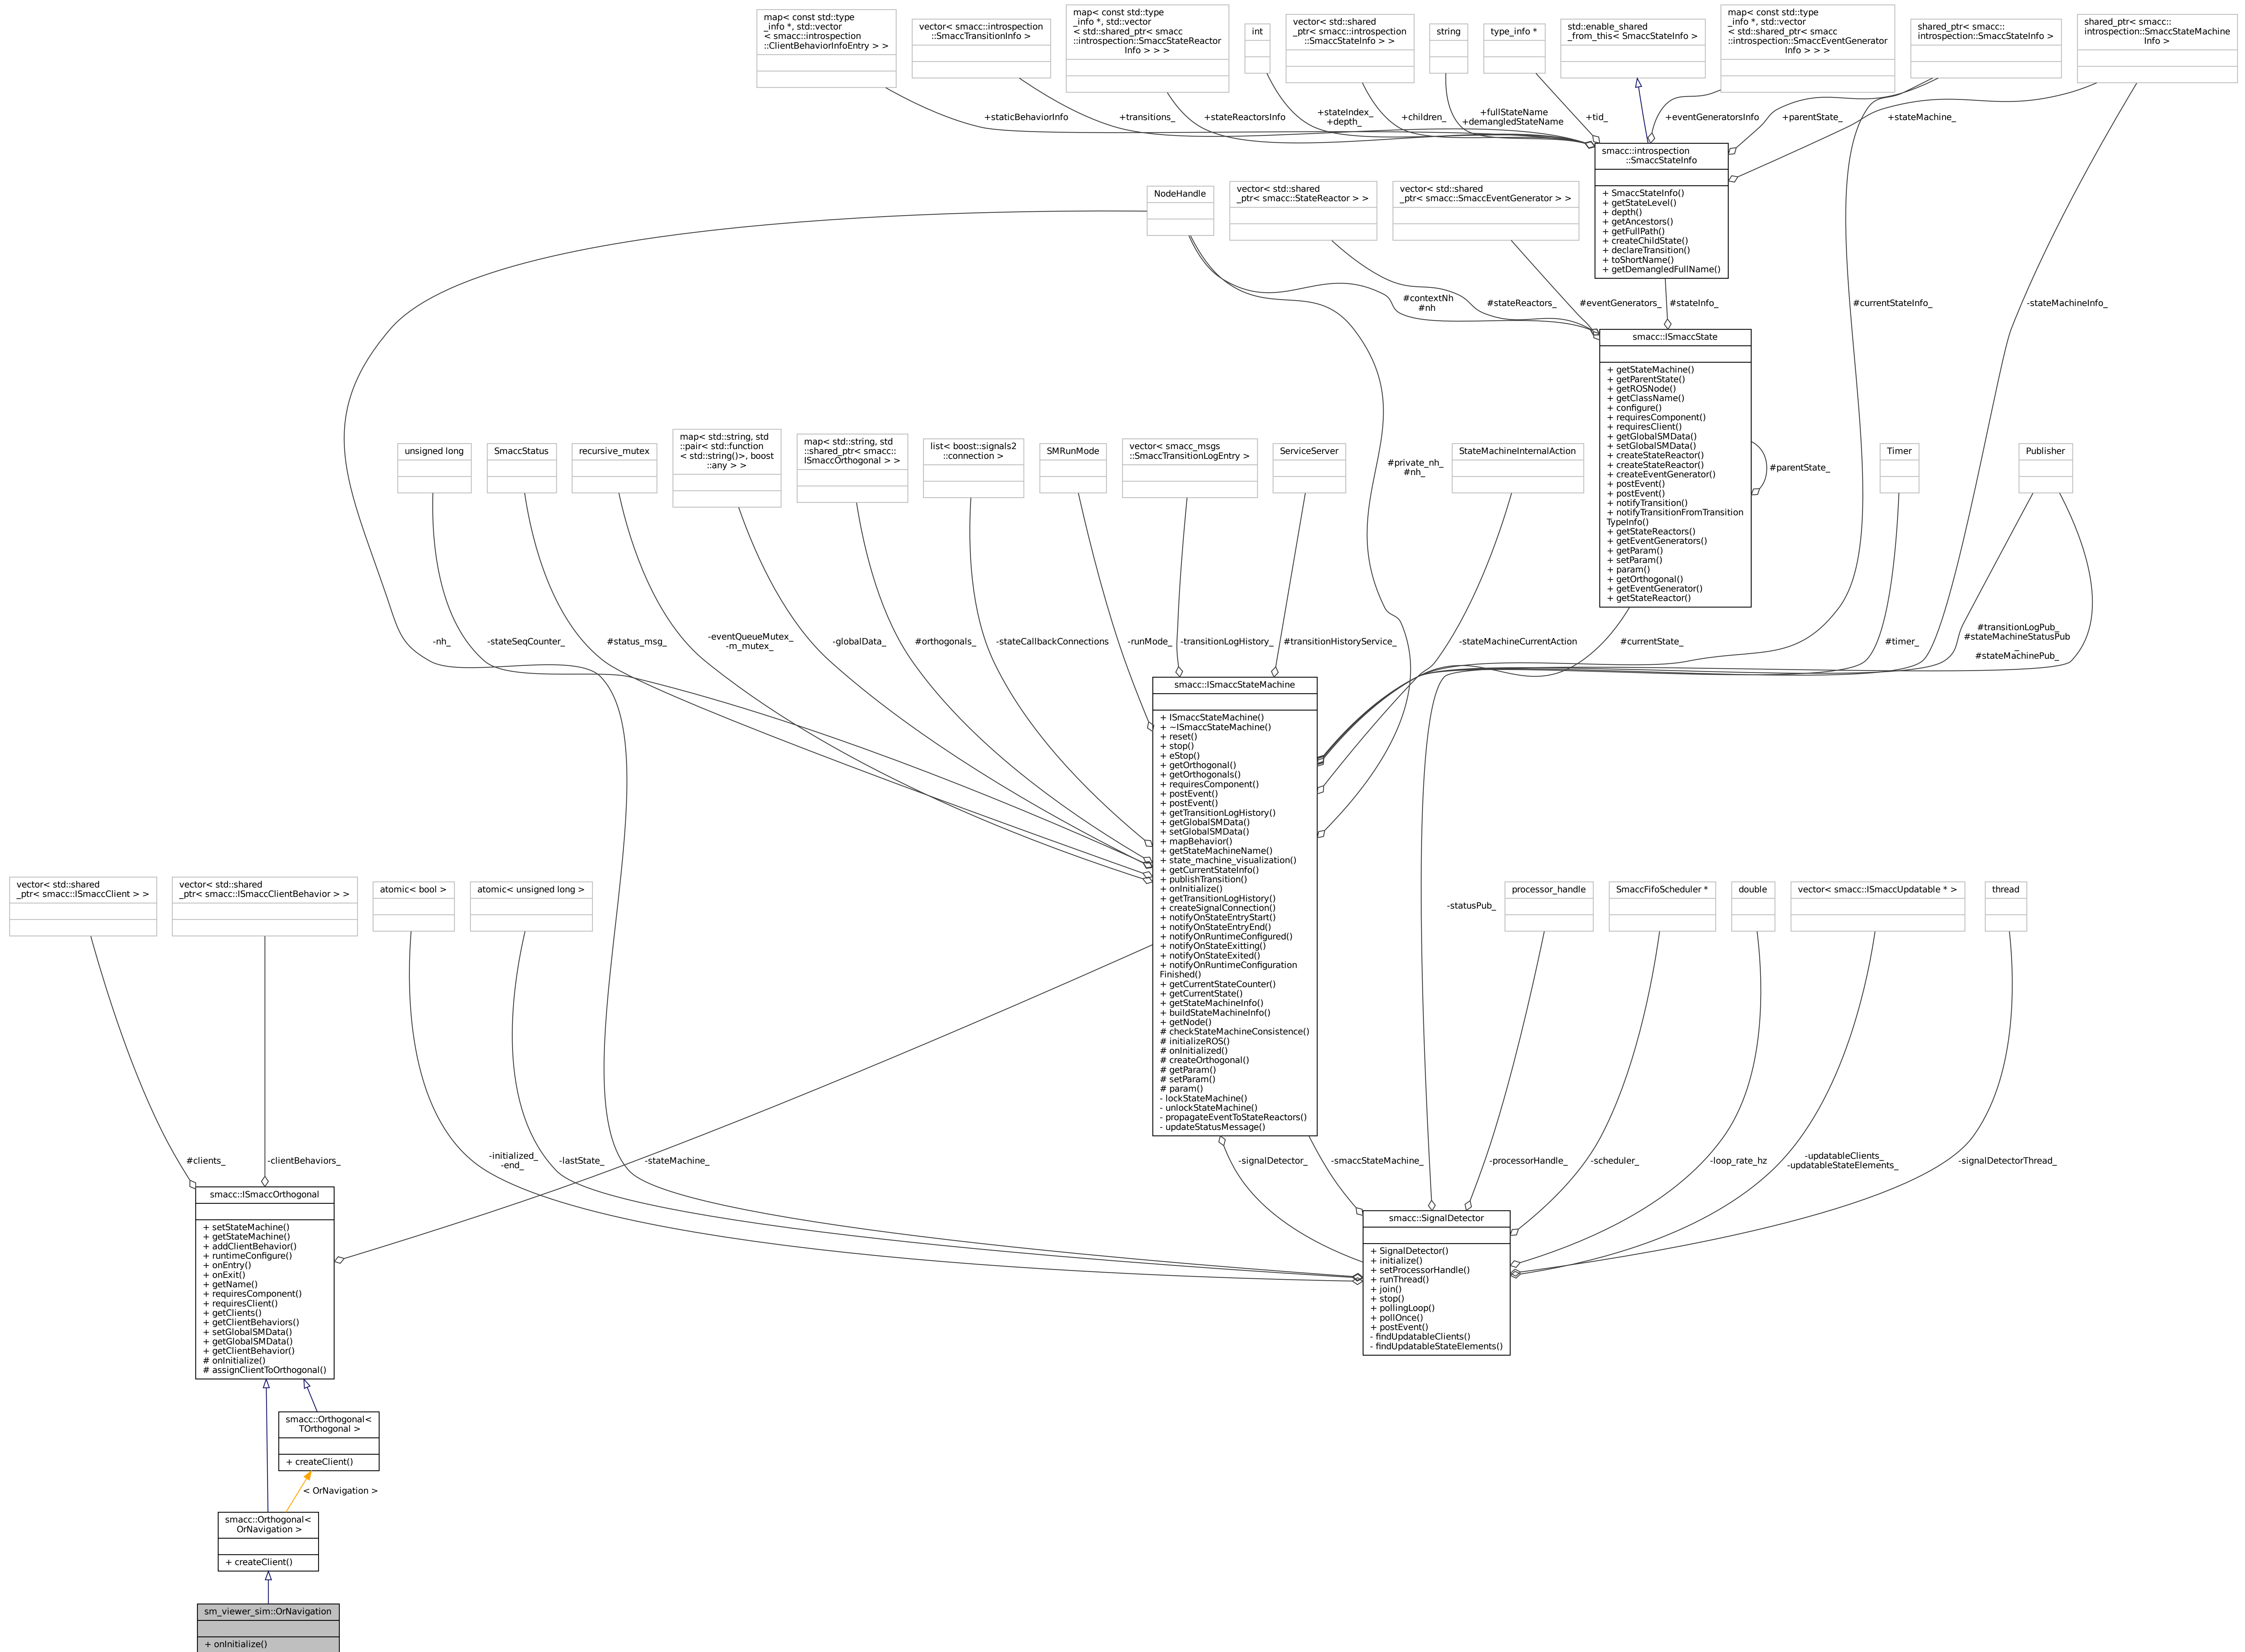 map< const std::type
_info *, std::vector
< smacc::introspection
::ClientBehaviorInfoEntry > >
vector< smacc::introspection
::SmaccTransitionInfo >
map< const std::type
_info *, std::vector
< std::shared_ptr< smacc
::introspection::SmaccStateReactor
Info > > >
int
vector< std::shared
_ptr< smacc::introspection
::SmaccStateInfo > >
string
type_info *
std::enable_shared
_from_this< SmaccStateInfo >
map< const std::type
_info *, std::vector
< std::shared_ptr< smacc
::introspection::SmaccEventGenerator
Info > > >
shared_ptr< smacc::
introspection::SmaccStateInfo >
shared_ptr< smacc::
introspection::SmaccStateMachine
Info >
+staticBehaviorInfo
+transitions_
+stateReactorsInfo
+stateIndex_
+depth_
+children_
+fullStateName
+demangledStateName
+tid_
+eventGeneratorsInfo
+parentState_
+stateMachine_
smacc::introspection
::SmaccStateInfo
+ SmaccStateInfo()
+ getStateLevel()
+ depth()
+ getAncestors()
+ getFullPath()
+ createChildState()
+ declareTransition()
+ toShortName()
+ getDemangledFullName()
NodeHandle
vector< std::shared
_ptr< smacc::StateReactor > >
vector< std::shared
_ptr< smacc::SmaccEventGenerator > >
#contextNh
#nh
#stateReactors_
#eventGenerators_
#stateInfo_
#currentStateInfo_
-stateMachineInfo_
smacc::ISmaccState
+ getStateMachine()
+ getParentState()
+ getROSNode()
+ getClassName()
+ configure()
+ requiresComponent()
+ requiresClient()
+ getGlobalSMData()
+ setGlobalSMData()
+ createStateReactor()
+ createStateReactor()
+ createEventGenerator()
+ postEvent()
+ postEvent()
+ notifyTransition()
+ notifyTransitionFromTransition
TypeInfo()
+ getStateReactors()
+ getEventGenerators()
+ getParam()
+ setParam()
+ param()
+ getOrthogonal()
+ getEventGenerator()
+ getStateReactor()
#parentState_
unsigned long
SmaccStatus
recursive_mutex
map< std::string, std
::pair< std::function
< std::string()>, boost
::any > >
map< std::string, std
::shared_ptr< smacc::
ISmaccOrthogonal > >
list< boost::signals2
::connection >
SMRunMode
vector< smacc_msgs
::SmaccTransitionLogEntry >
ServiceServer
#private_nh_
#nh_
StateMachineInternalAction
Timer
Publisher
-nh_
-stateSeqCounter_
#status_msg_
-eventQueueMutex_
-m_mutex_
-globalData_
#orthogonals_
-stateCallbackConnections
-runMode_
-transitionLogHistory_
#transitionHistoryService_
-stateMachineCurrentAction
#currentState_
#timer_
#transitionLogPub_
#stateMachineStatusPub
_
#stateMachinePub_
smacc::ISmaccStateMachine
+ ISmaccStateMachine()
+ ~ISmaccStateMachine()
+ reset()
+ stop()
+ eStop()
+ getOrthogonal()
+ getOrthogonals()
+ requiresComponent()
+ postEvent()
+ postEvent()
+ getTransitionLogHistory()
+ getGlobalSMData()
+ setGlobalSMData()
+ mapBehavior()
+ getStateMachineName()
+ state_machine_visualization()
+ getCurrentStateInfo()
+ publishTransition()
+ onInitialize()
+ getTransitionLogHistory()
+ createSignalConnection()
+ notifyOnStateEntryStart()
+ notifyOnStateEntryEnd()
+ notifyOnRuntimeConfigured()
+ notifyOnStateExitting()
+ notifyOnStateExited()
+ notifyOnRuntimeConfiguration
Finished()
+ getCurrentStateCounter()
+ getCurrentState()
+ getStateMachineInfo()
+ buildStateMachineInfo()
+ getNode()
# checkStateMachineConsistence()
# initializeROS()
# onInitialized()
# createOrthogonal()
# getParam()
# setParam()
# param()
- lockStateMachine()
- unlockStateMachine()
- propagateEventToStateReactors()
- updateStatusMessage()
vector< std::shared
_ptr< smacc::ISmaccClient > >
vector< std::shared
_ptr< smacc::ISmaccClientBehavior > >
atomic< bool >
atomic< unsigned long >
-statusPub_
processor_handle
SmaccFifoScheduler *
double
vector< smacc::ISmaccUpdatable * >
thread
#clients_
-clientBehaviors_
-initialized_
-end_
-lastState_
-stateMachine_
-signalDetector_
-smaccStateMachine_
-processorHandle_
-scheduler_
-loop_rate_hz
-updatableClients_
-updatableStateElements_
-signalDetectorThread_
smacc::ISmaccOrthogonal
+ setStateMachine()
+ getStateMachine()
+ addClientBehavior()
+ runtimeConfigure()
+ onEntry()
+ onExit()
+ getName()
+ requiresComponent()
+ requiresClient()
+ getClients()
+ getClientBehaviors()
+ setGlobalSMData()
+ getGlobalSMData()
+ getClientBehavior()
# onInitialize()
# assignClientToOrthogonal()
smacc::SignalDetector
+ SignalDetector()
+ initialize()
+ setProcessorHandle()
+ runThread()
+ join()
+ stop()
+ pollingLoop()
+ pollOnce()
+ postEvent()
- findUpdatableClients()
- findUpdatableStateElements()
smacc::Orthogonal<
TOrthogonal >
+ createClient()
< OrNavigation >
smacc::Orthogonal<
OrNavigation >
+ createClient()
sm_viewer_sim::OrNavigation
+ onInitialize()